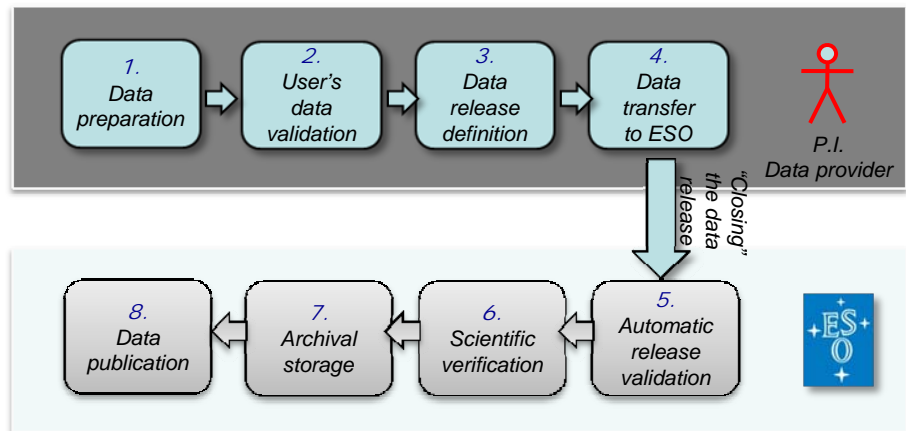 1.
Data
preparation
2.
User's
data
validation
3.
Data
release
definition
4.
Data
transfer
to ESO
P.I.
Data provider
"Closing"
the data
release
5.
Automatic
release
validation
6.
Scientific
verification
7.
Archival
storage
8.
Data
publication
ES
O